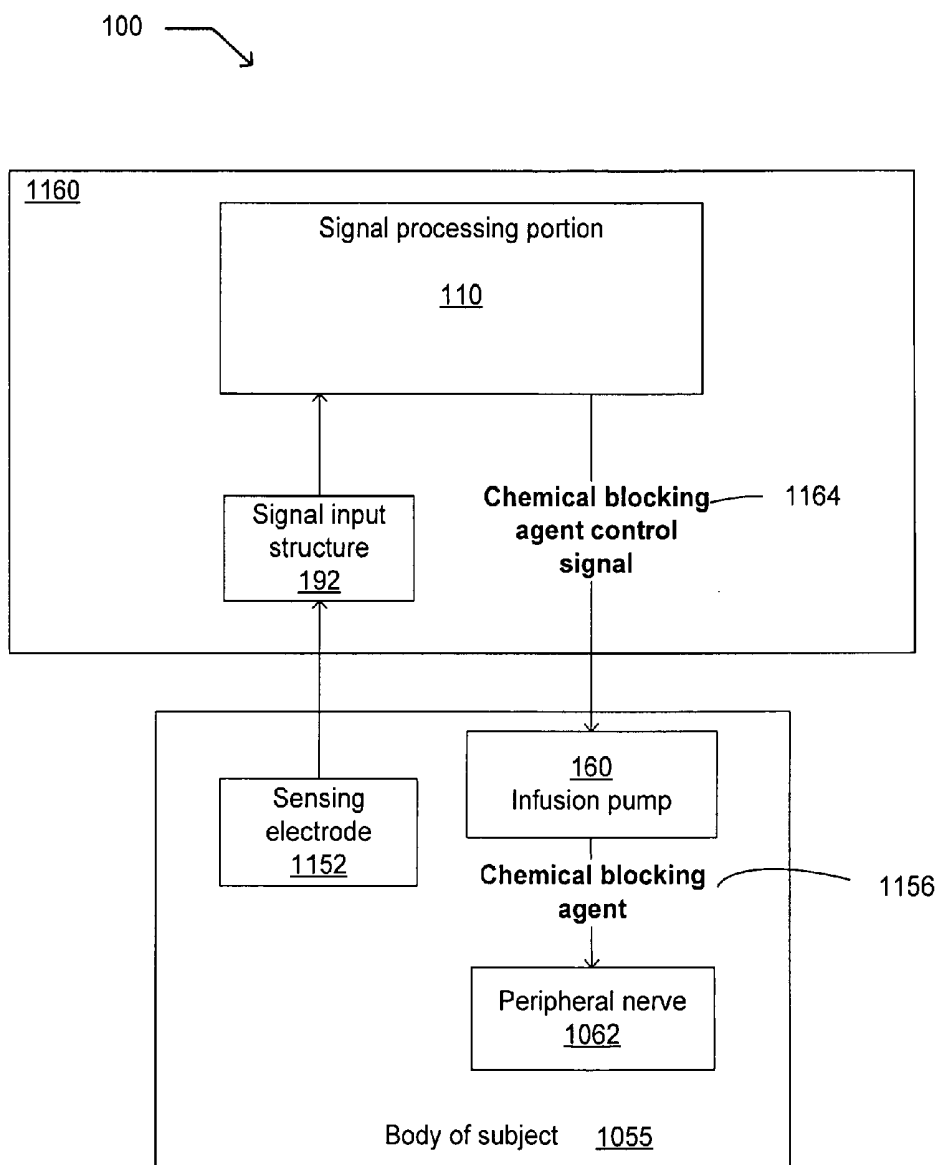 100
1160
Signal processing portion
110
Signal input
structure
192
Chemical blocking
agent control
signal
1164
160
Infusion pump
Sensing
electrode
1152
Chemical blocking
agent
1156
Peripheral nerve
1062
Body of subject 1055